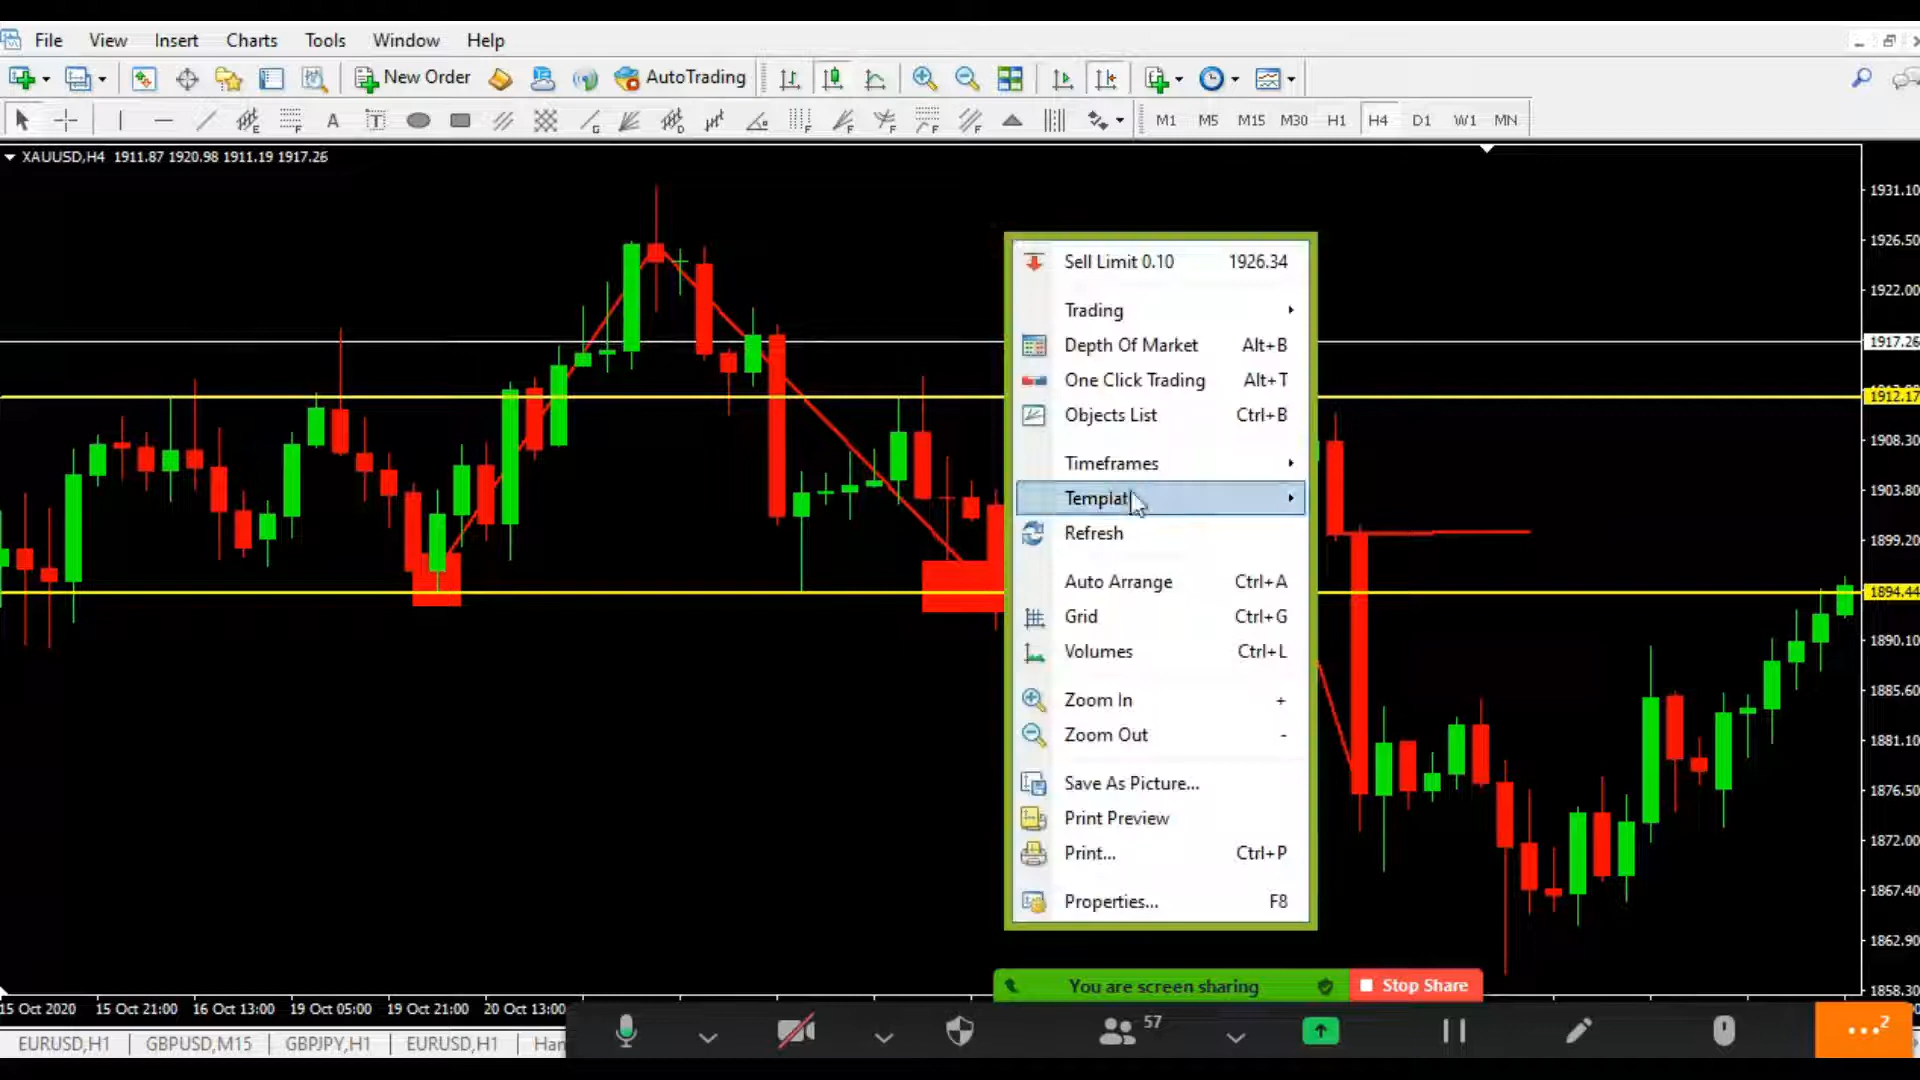 File View Insert Charts Tools Window Help
New Order AutoTrading
A T M1 M5 M15 M30 H1 H4 D1 W1 MN
XAUUSD,H4 1911.87 1920.98 1911.19 1917.26
1931.10
1926.50
1922.00
1917.26
1912.17
1908.30
1903.80
1899.20
1894.44
1890.10
1885.60
1881.10
1876.50
1872.00
1867.40
1862.90
1858.30
Sell Limit 0.10 1926.34
Trading
Depth Of Market Alt+B
One Click Trading Alt+T
Objects List Ctrl+B
Timeframes
Templat
Refresh
Auto Arrange Ctrl+A
Grid Ctrl+G
Volumes Ctrl+L
Zoom In +
Zoom Out -
Save As Picture...
Print Preview
Print... Ctrl+P
Properties... F8
You are screen sharing Stop Share
15 Oct 2020 15 Oct 21:00 16 Oct 13:00 19 Oct 05:00 19 Oct 21:00 20 Oct 13:00
57
2
EURUSD,H1 GBPUSD,M15 GBPJPY,H1 EURUSD,H1 Han